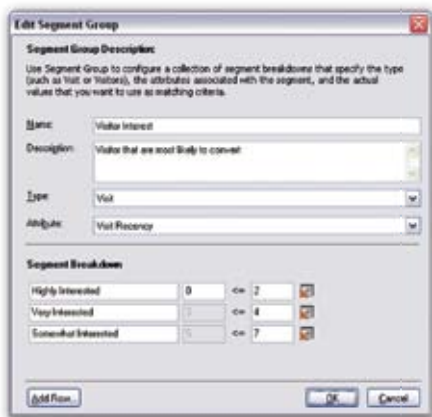 Edit Segment Group
Segment Group Description:
Use Segment Group to configure a collection of segment breakdowns that specify the type
(such as Visit or Visitors), the attributes associated with the segment, and the actual
values that you want to use as matching criteria.
Name: Visitor Interest
Description: Visitor that are most likely to convert
Type: Visit
Attribute: Visit Recency
Segment Breakdown
Highly Interested 0 <= 2
Very Interested 3 <= 4
Somewhat Interested 5 <= 7
Add Row... OK Cancel